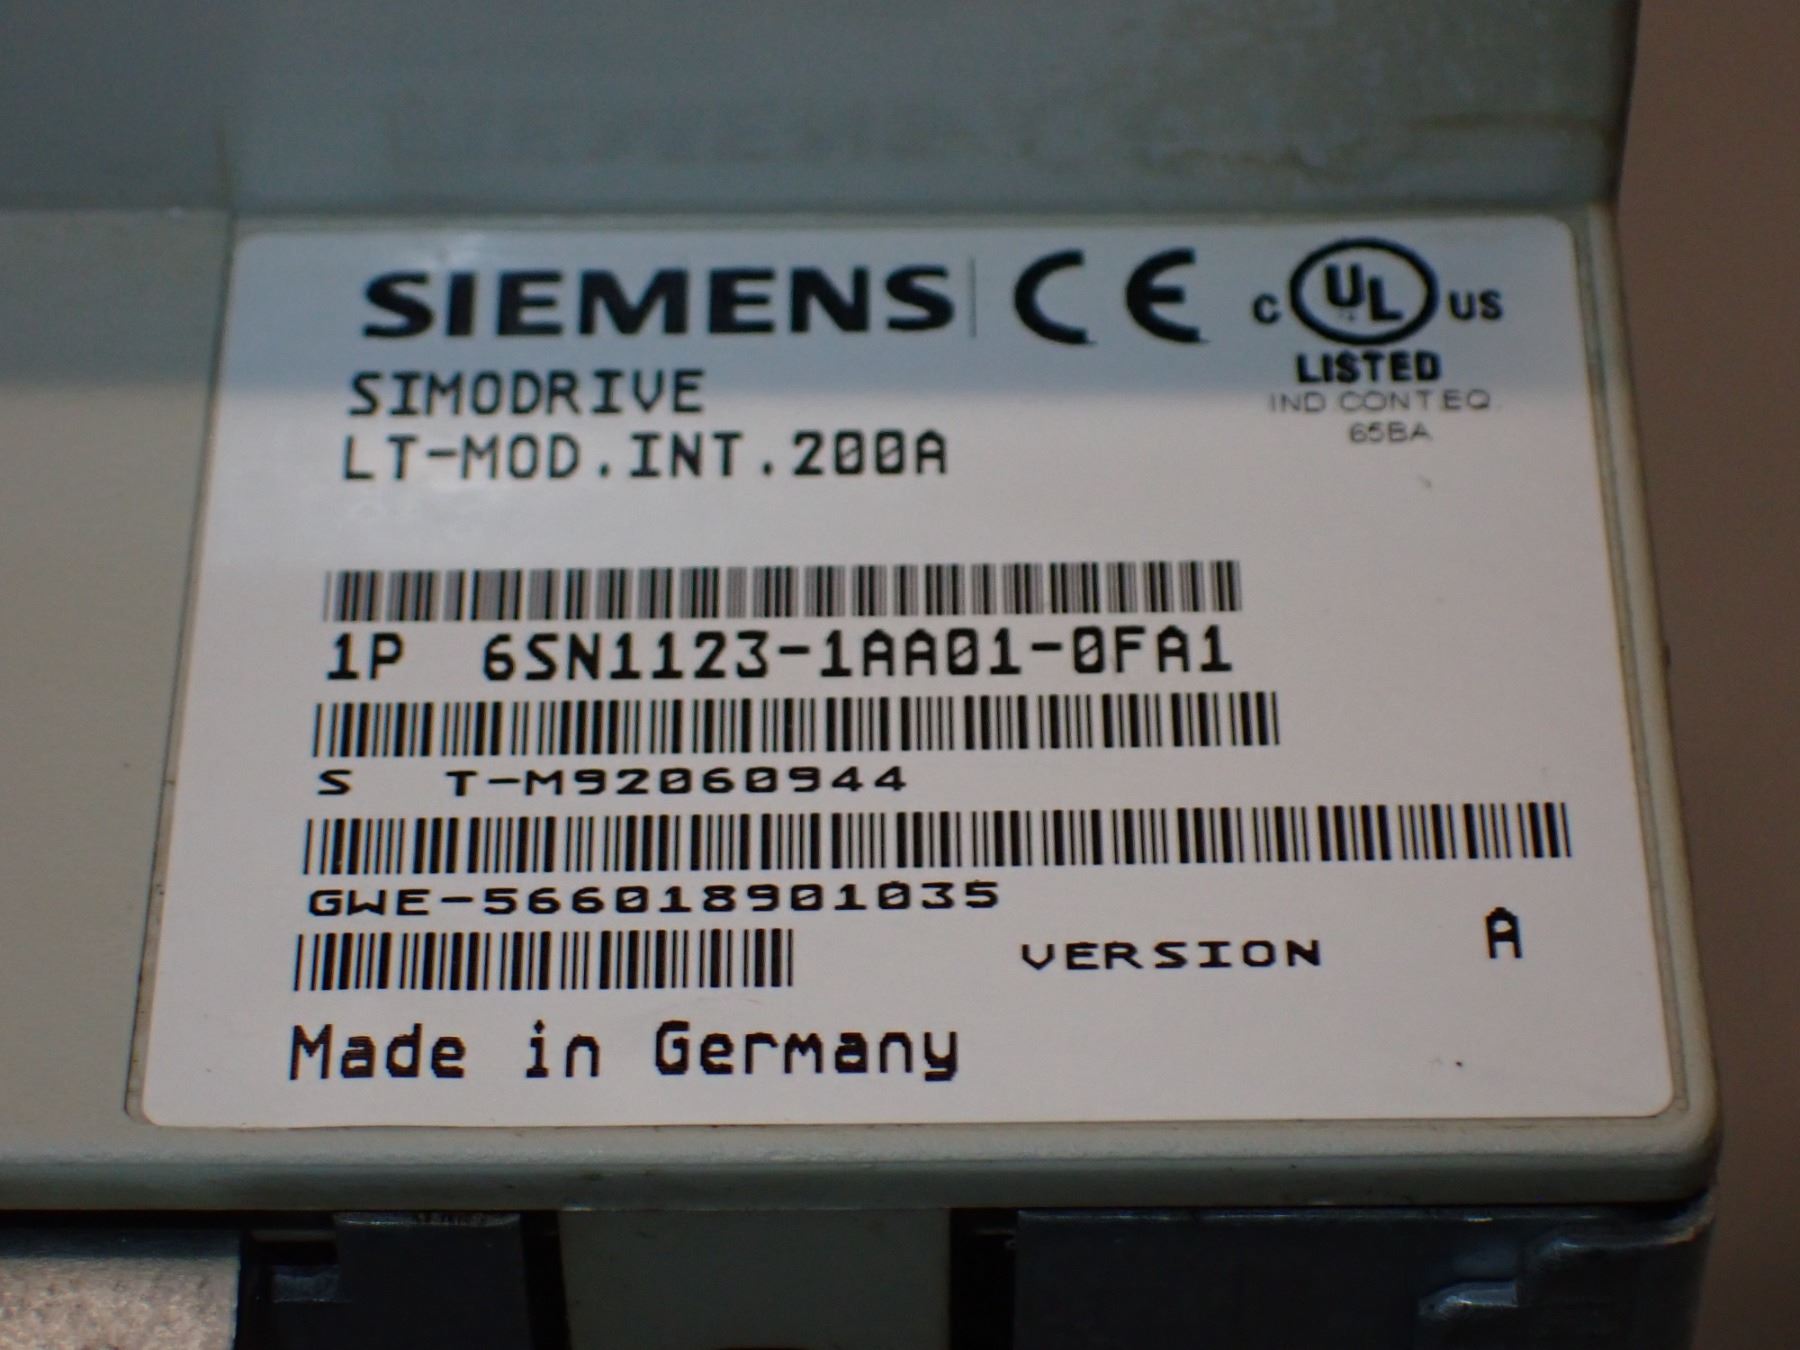 SIEMENS CE C UL US
LISTED
SIMODRIVE
IND.CONT.EQ.
LT-MOD.INT.200A
65BA
1P 6SN1123-1AA01-0FA1
S T-M92060944
GWE-566018901035
VERSION A
Made in Germany